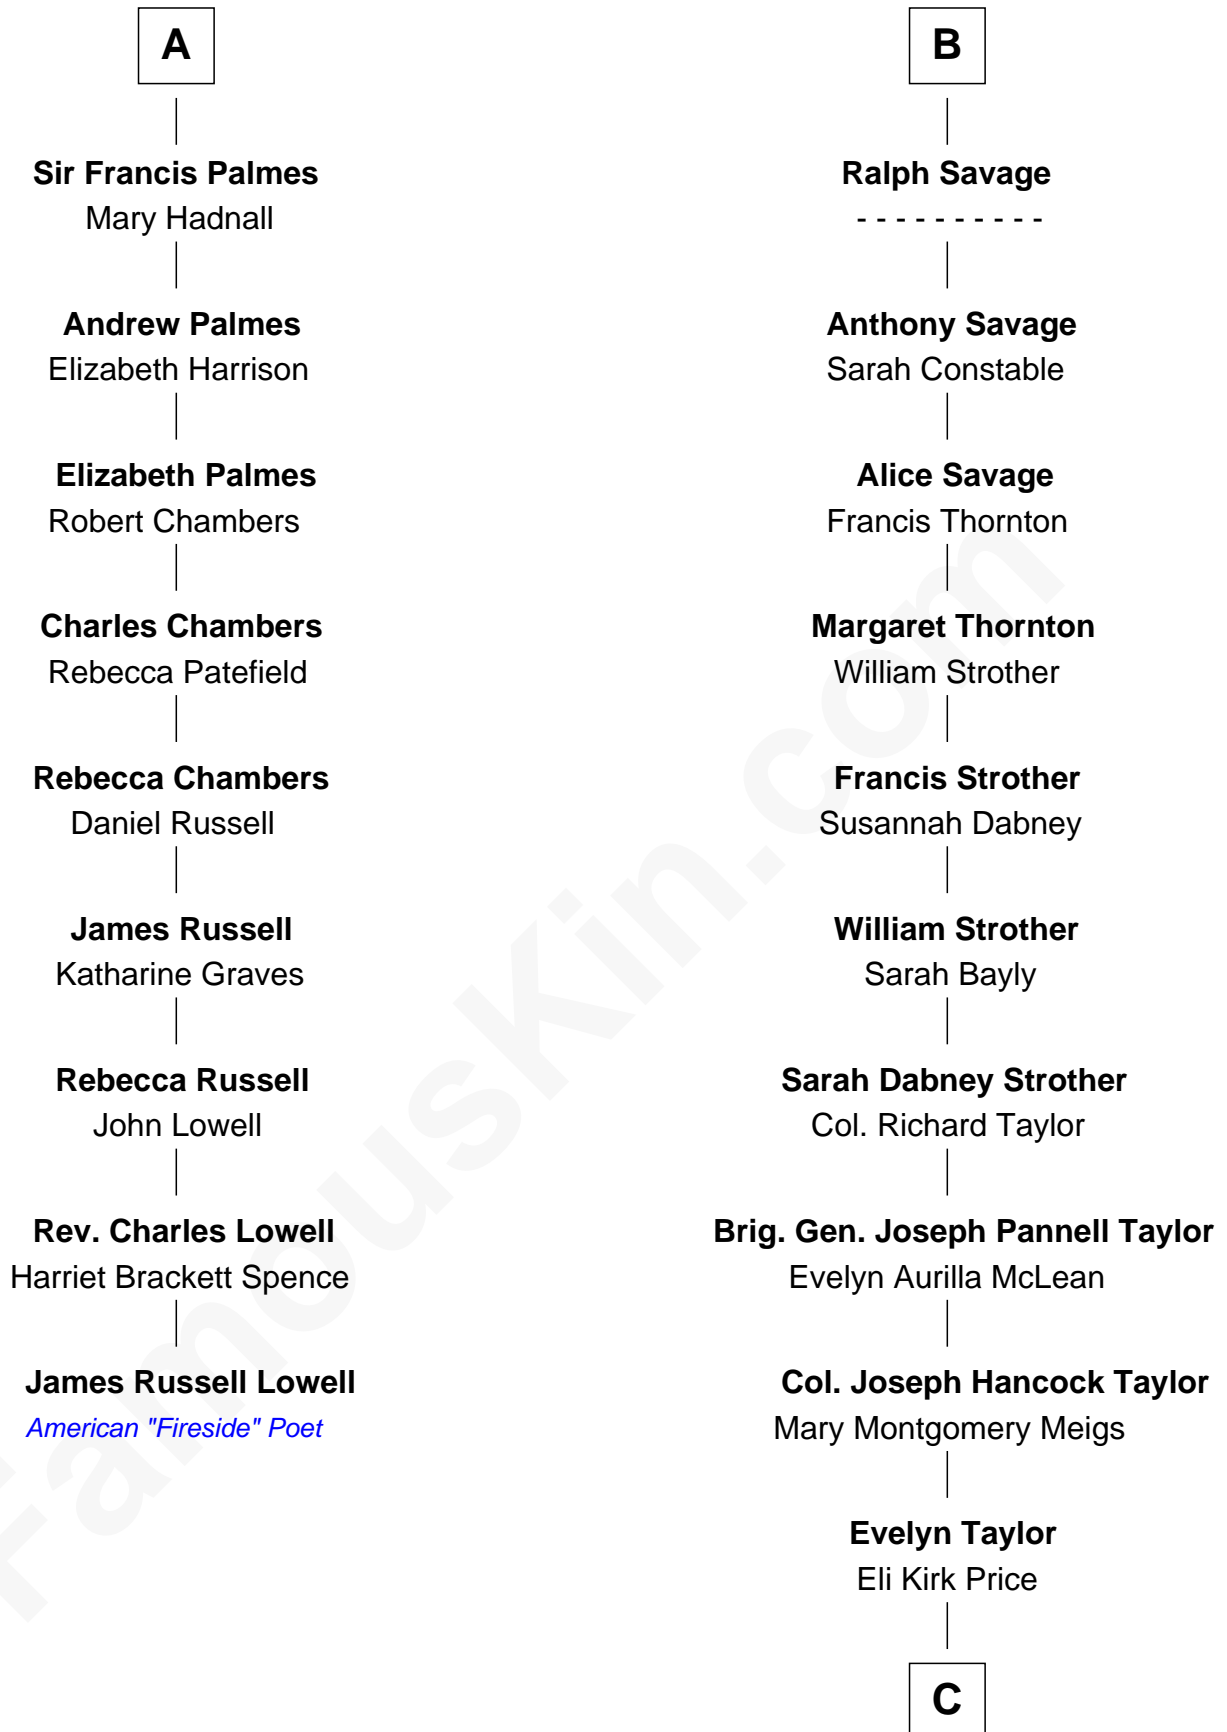 A
Sir Francis Palmes
Mary Hadnall
Andrew Palmes
Elizabeth Harrison
Elizabeth Palmes
Robert Chambers
Charles Chambers
Rebecca Patefield
Rebecca Chambers
Daniel Russell
James Russell
Katharine Graves
Rebecca Russell
John Lowell
Rev. Charles Lowell
Harriet Brackett Spence
James Russell Lowell
American "Fireside" Poet
B
Ralph Savage
- - - - - - - - - -
Anthony Savage
Sarah Constable
Alice Savage
Francis Thornton
Margaret Thornton
William Strother
Francis Strother
Susannah Dabney
William Strother
Sarah Bayly
Sarah Dabney Strother
Col. Richard Taylor
Brig. Gen. Joseph Pannell Taylor
Evelyn Aurilla McLean
Col. Joseph Hancock Taylor
Mary Montgomery Meigs
Evelyn Taylor
Eli Kirk Price
C
FamousKin.com